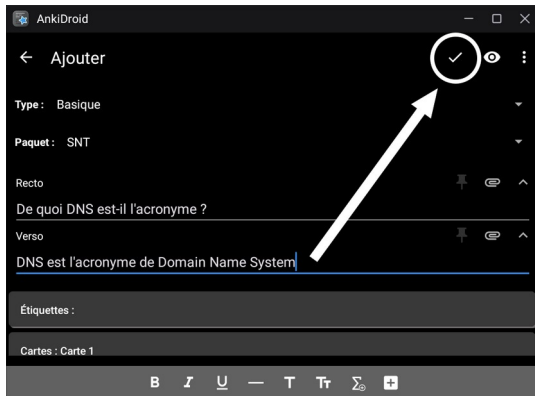 AnkiDroid
Ajouter
Type : Basique
Paquet : SNT
Recto
De quoi DNS est-il l'acronyme ?
Verso
DNS est l'acronyme de Domain Name System
Étiquettes :
Cartes : Carte 1
B I U — T Tт Σ